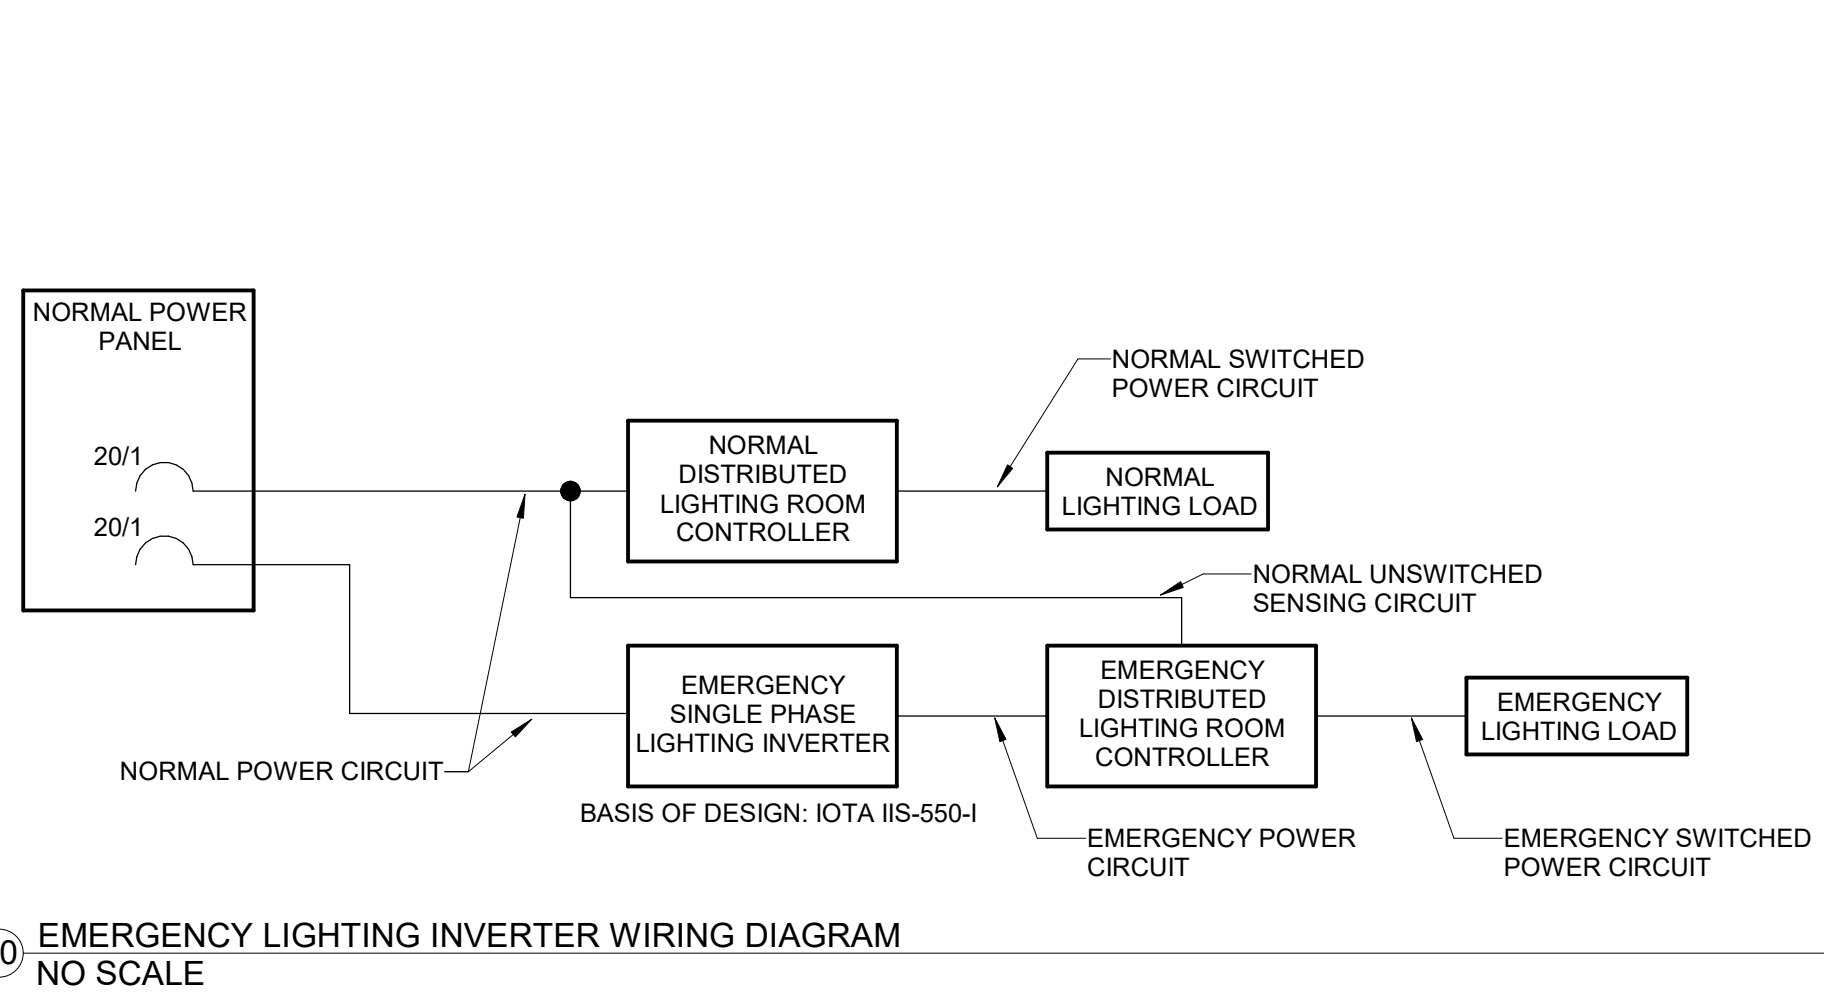 NORMAL POWER
PANEL
20/1
20/1
NORMAL
DISTRIBUTED
LIGHTING ROOM
CONTROLLER
NORMAL SWITCHED
POWER CIRCUIT
NORMAL
LIGHTING LOAD
NORMAL UNSWITCHED
SENSING CIRCUIT
EMERGENCY
SINGLE PHASE
LIGHTING INVERTER
BASIS OF DESIGN: IOTA IIS-550-I
EMERGENCY
DISTRIBUTED
LIGHTING ROOM
CONTROLLER
EMERGENCY
LIGHTING LOAD
NORMAL POWER CIRCUIT
EMERGENCY POWER
CIRCUIT
EMERGENCY SWITCHED
POWER CIRCUIT
0
EMERGENCY LIGHTING INVERTER WIRING DIAGRAM
NO SCALE